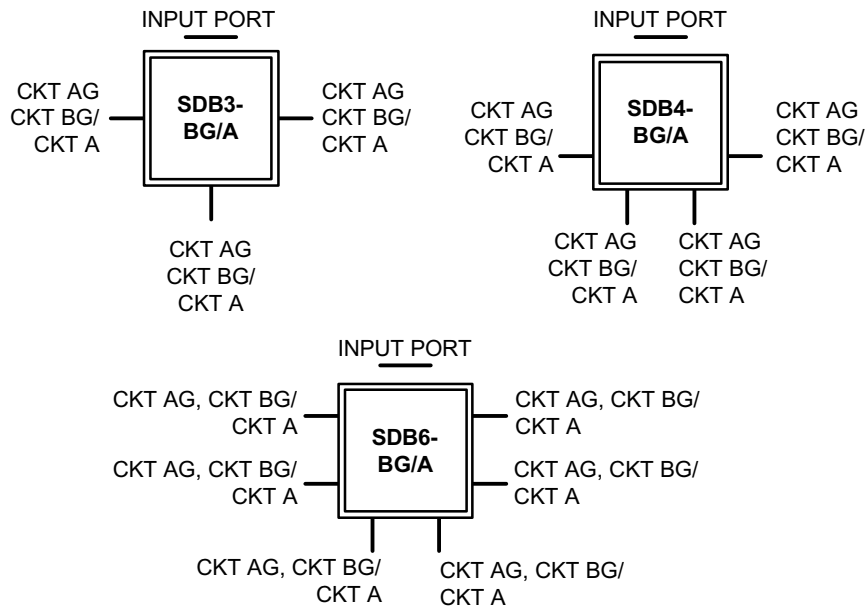 INPUT PORT
CKT AG
CKT BG/
CKT A
SDB3-
BG/A
CKT AG
CKT BG/
CKT A
CKT AG
CKT BG/
CKT A
INPUT PORT
CKT AG
CKT BG/
CKT A
SDB4-
BG/A
CKT AG
CKT BG/
CKT A
CKT AG
CKT BG/
CKT A
CKT AG
CKT BG/
CKT A
INPUT PORT
CKT AG, CKT BG/
CKT A
CKT AG, CKT BG/
CKT A
SDB6-
BG/A
CKT AG, CKT BG/
CKT A
CKT AG, CKT BG/
CKT A
CKT AG, CKT BG/
CKT A
CKT AG, CKT BG/
CKT A